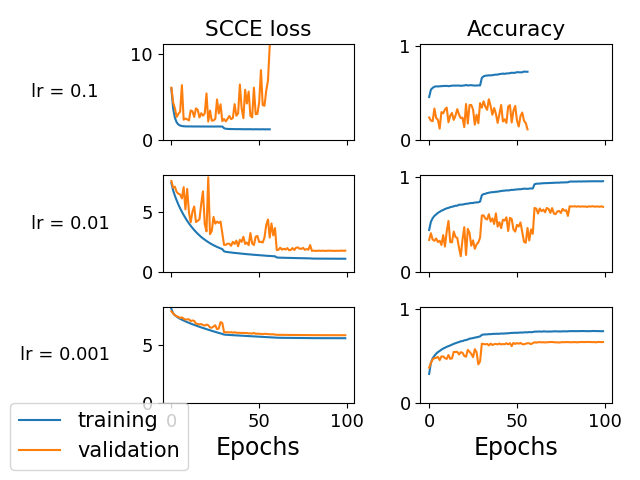 SCCE loss
Accuracy
lr = 0.1
10
0
1
0
lr = 0.01
5
0
1
0
lr = 0.001
5
0
1
0
0
50
100
0
50
100
Epochs
Epochs
training
validation